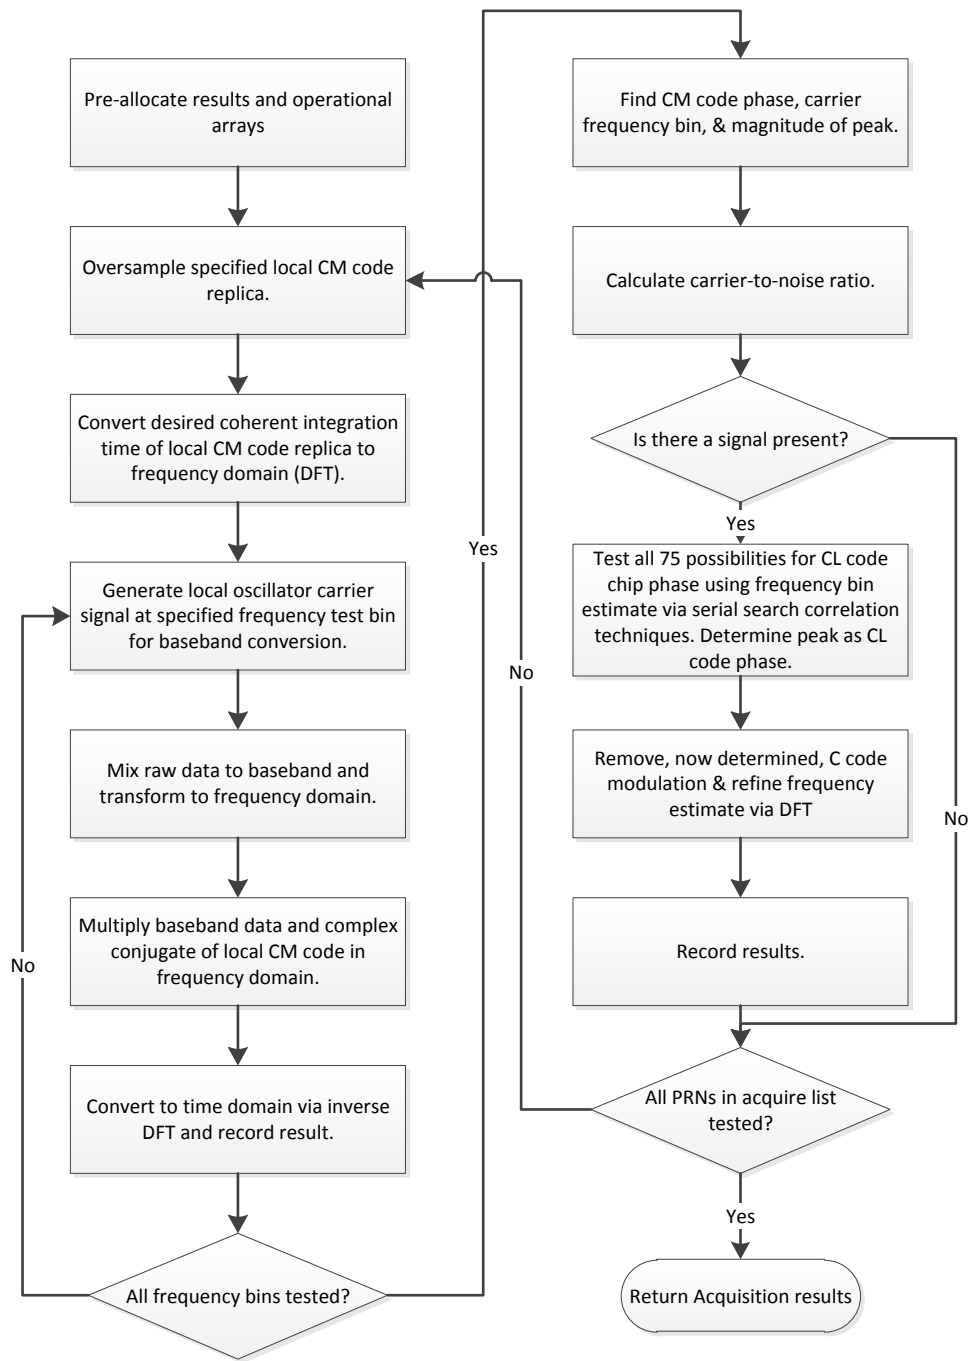 Pre-allocate results and operational
arrays
Oversample specified local CM code
replica.
Convert desired coherent integration
time of local CM code replica to
frequency domain (DFT).
Generate local oscillator carrier
signal at specified frequency test bin
for baseband conversion.
Mix raw data to baseband and
transform to frequency domain.
Multiply baseband data and complex
conjugate of local CM code in
frequency domain.
No
Convert to time domain via inverse
DFT and record result.
All frequency bins tested?
Yes
Find CM code phase, carrier
frequency bin, & magnitude of peak.
Calculate carrier-to-noise ratio.
Is there a signal present?
Yes
Test all 75 possibilities for CL code
chip phase using frequency bin
estimate via serial search correlation
techniques. Determine peak as CL
code phase.
No
Remove, now determined, C code
modulation & refine frequency
estimate via DFT
No
Record results.
All PRNs in acquire list
tested?
Yes
Return Acquisition results